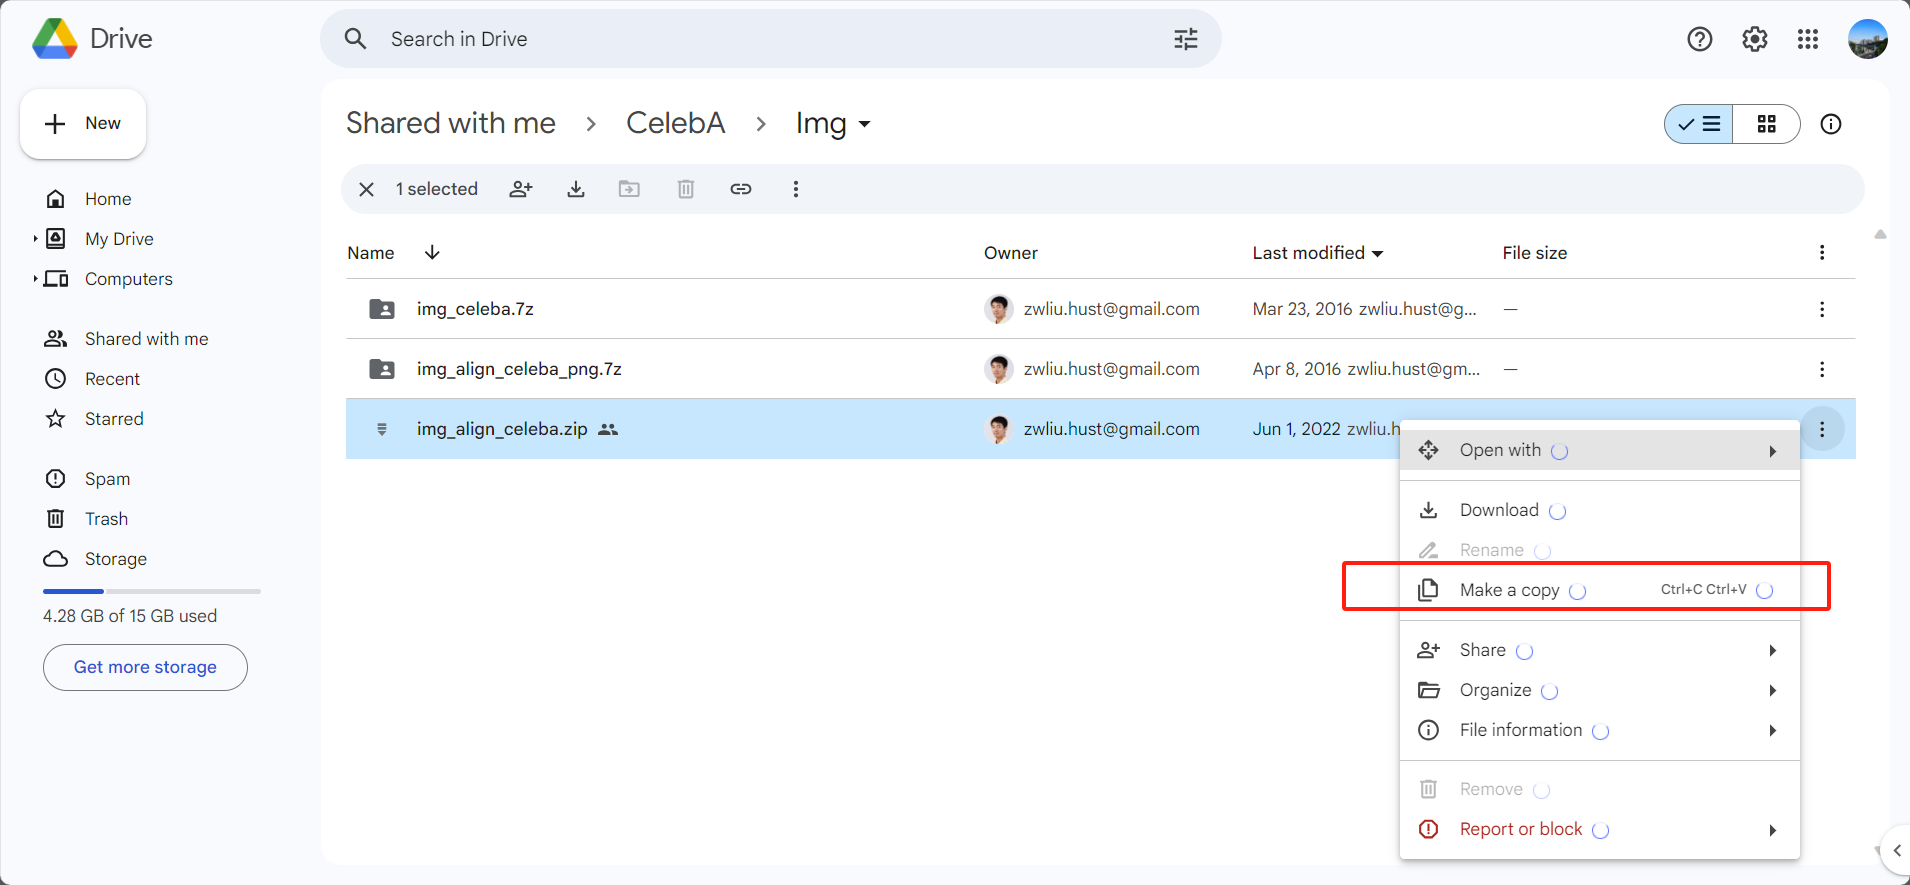 Drive
Search in Drive
New
Home
My Drive
Computers
Shared with me
Recent
Starred
Spam
Trash
Storage
4.28 GB of 15 GB used
Get more storage
Shared with me > CelebA > Img
1 selected
Name Owner Last modified File size
img_celeba.7z zwliu.hust@gmail.com Mar 23, 2016 zwliu.hust@g... —
img_align_celeba_png.7z zwliu.hust@gmail.com Apr 8, 2016 zwliu.hust@gm... —
img_align_celeba.zip zwliu.hust@gmail.com Jun 1, 2022 zwliu.h
Open with
Download
Rename
Make a copy Ctrl+C Ctrl+V
Share
Organize
File information
Remove
Report or block